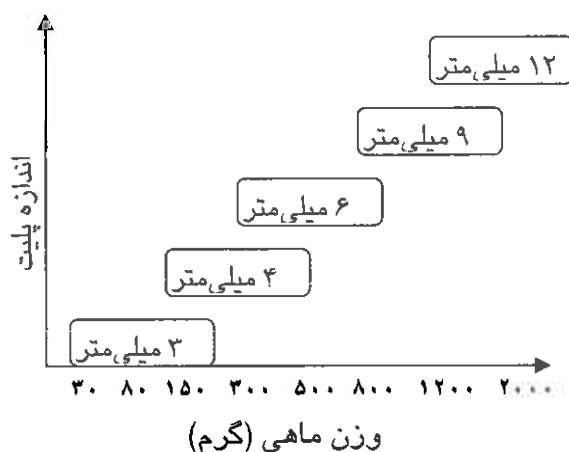 ۱۲ میلی‌متر
۹ میلی‌متر
۶ میلی‌متر
۴ میلی‌متر
۳ میلی‌متر
اندازه پلیت
۳۰ ۸۰ ۱۵۰ ۳۰۰ ۵۰۰ ۸۰۰ ۱۲۰۰ ۲۰۰۰
وزن ماهی (گرم)